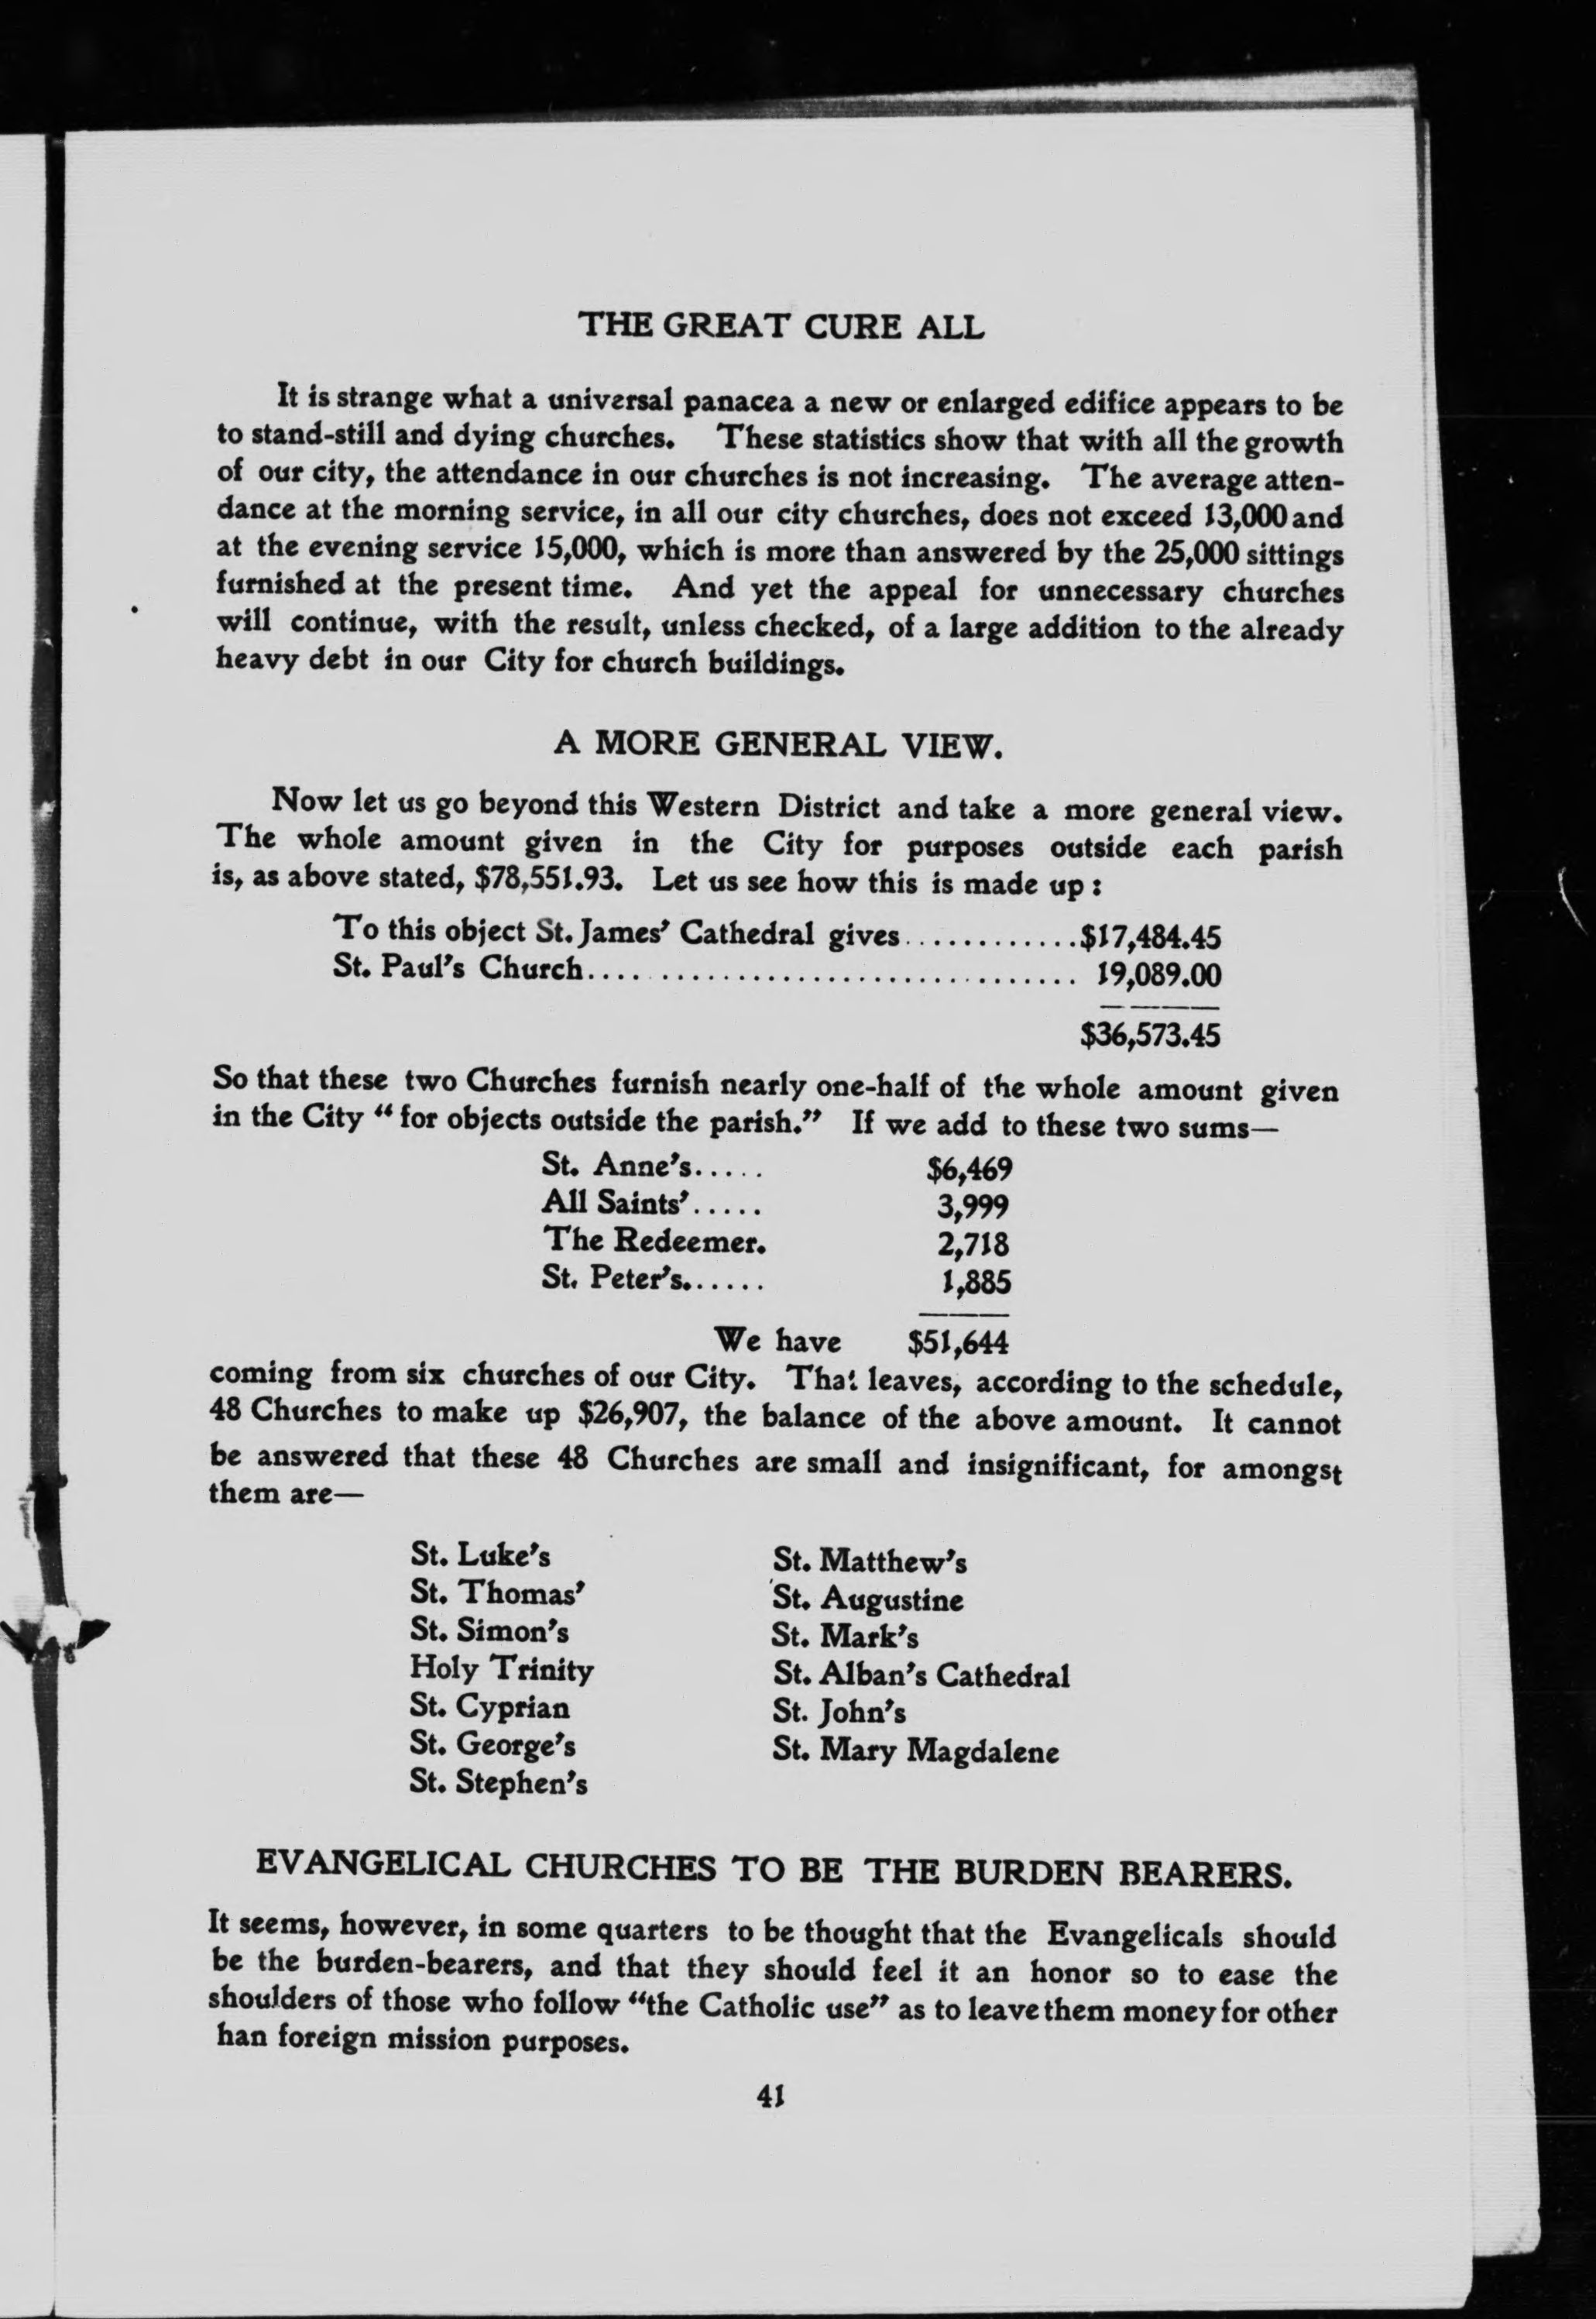 THE GREAT CURE ALL
It is strange what a universal panacea a new or enlarged edifice appears to be
to stand-still and dying churches. These statistics show that with all the growth
of our city, the attendance in our churches is not increasing. The average atten-
dance at the morning service, in all our city churches, does not exceed 13,000 and
at the evening service 15,000, which is more than answered by the 25,000 sittings
furnished at the present time. And yet the appeal for unnecessary churches
will continue, with the result, unless checked, of a large addition to the already
heavy debt in our City for church buildings.
A MORE GENERAL VIEW.
Now let us go beyond this Western District and take a more general view.
The whole amount given in the City for purposes outside each parish
is, as above stated, $78,551.93. Let us see how this is made up :
To this object St. James' Cathedral gives.............$17,484.45
St. Paul's Church.................................. 19,089.00
$36,573.45
So that these two Churches furnish nearly one-half of the whole amount given
in the City “ for objects outside the parish.” If we add to these two sums—
St. Anne's..... $6,469
All Saints'..... 3,999
The Redeemer. 2,718
St. Peter's...... 1,885
We have $51,644
coming from six churches of our City. That leaves, according to the schedule,
48 Churches to make up $26,907, the balance of the above amount. It cannot
be answered that these 48 Churches are small and insignificant, for amongst
them are—
St. Luke's St. Matthew's
St. Thomas' St. Augustine
St. Simon's St. Mark's
Holy Trinity St. Alban's Cathedral
St. Cyprian St. John's
St. George's St. Mary Magdalene
St. Stephen's
EVANGELICAL CHURCHES TO BE THE BURDEN BEARERS.
It seems, however, in some quarters to be thought that the Evangelicals should
be the burden-bearers, and that they should feel it an honor so to ease the
shoulders of those who follow “the Catholic use” as to leave them money for other
han foreign mission purposes.
41